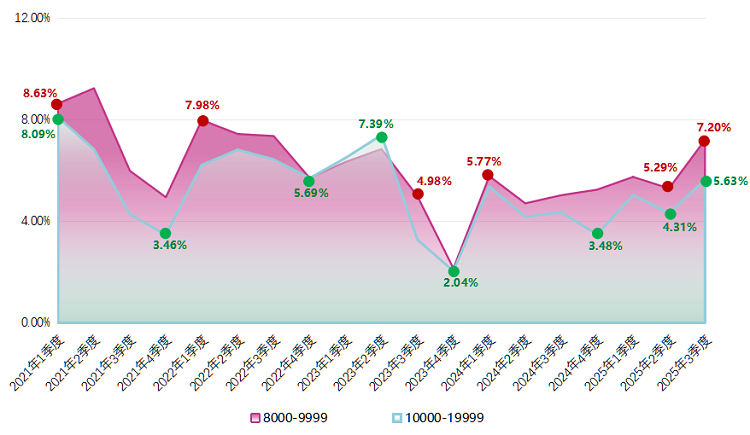 12.00%
8.00%
4.00%
0.00%
8.63%
8.09%
3.46%
7.98%
5.69%
7.39%
4.98%
2.04%
5.77%
3.48%
5.29%
4.31%
7.20%
5.63%
2021年1季度
2021年2季度
2021年3季度
2021年4季度
2022年1季度
2022年2季度
2022年3季度
2022年4季度
2023年1季度
2023年2季度
2023年3季度
2023年4季度
2024年1季度
2024年2季度
2024年3季度
2024年4季度
2025年1季度
2025年2季度
2025年3季度
8000-9999
10000-19999